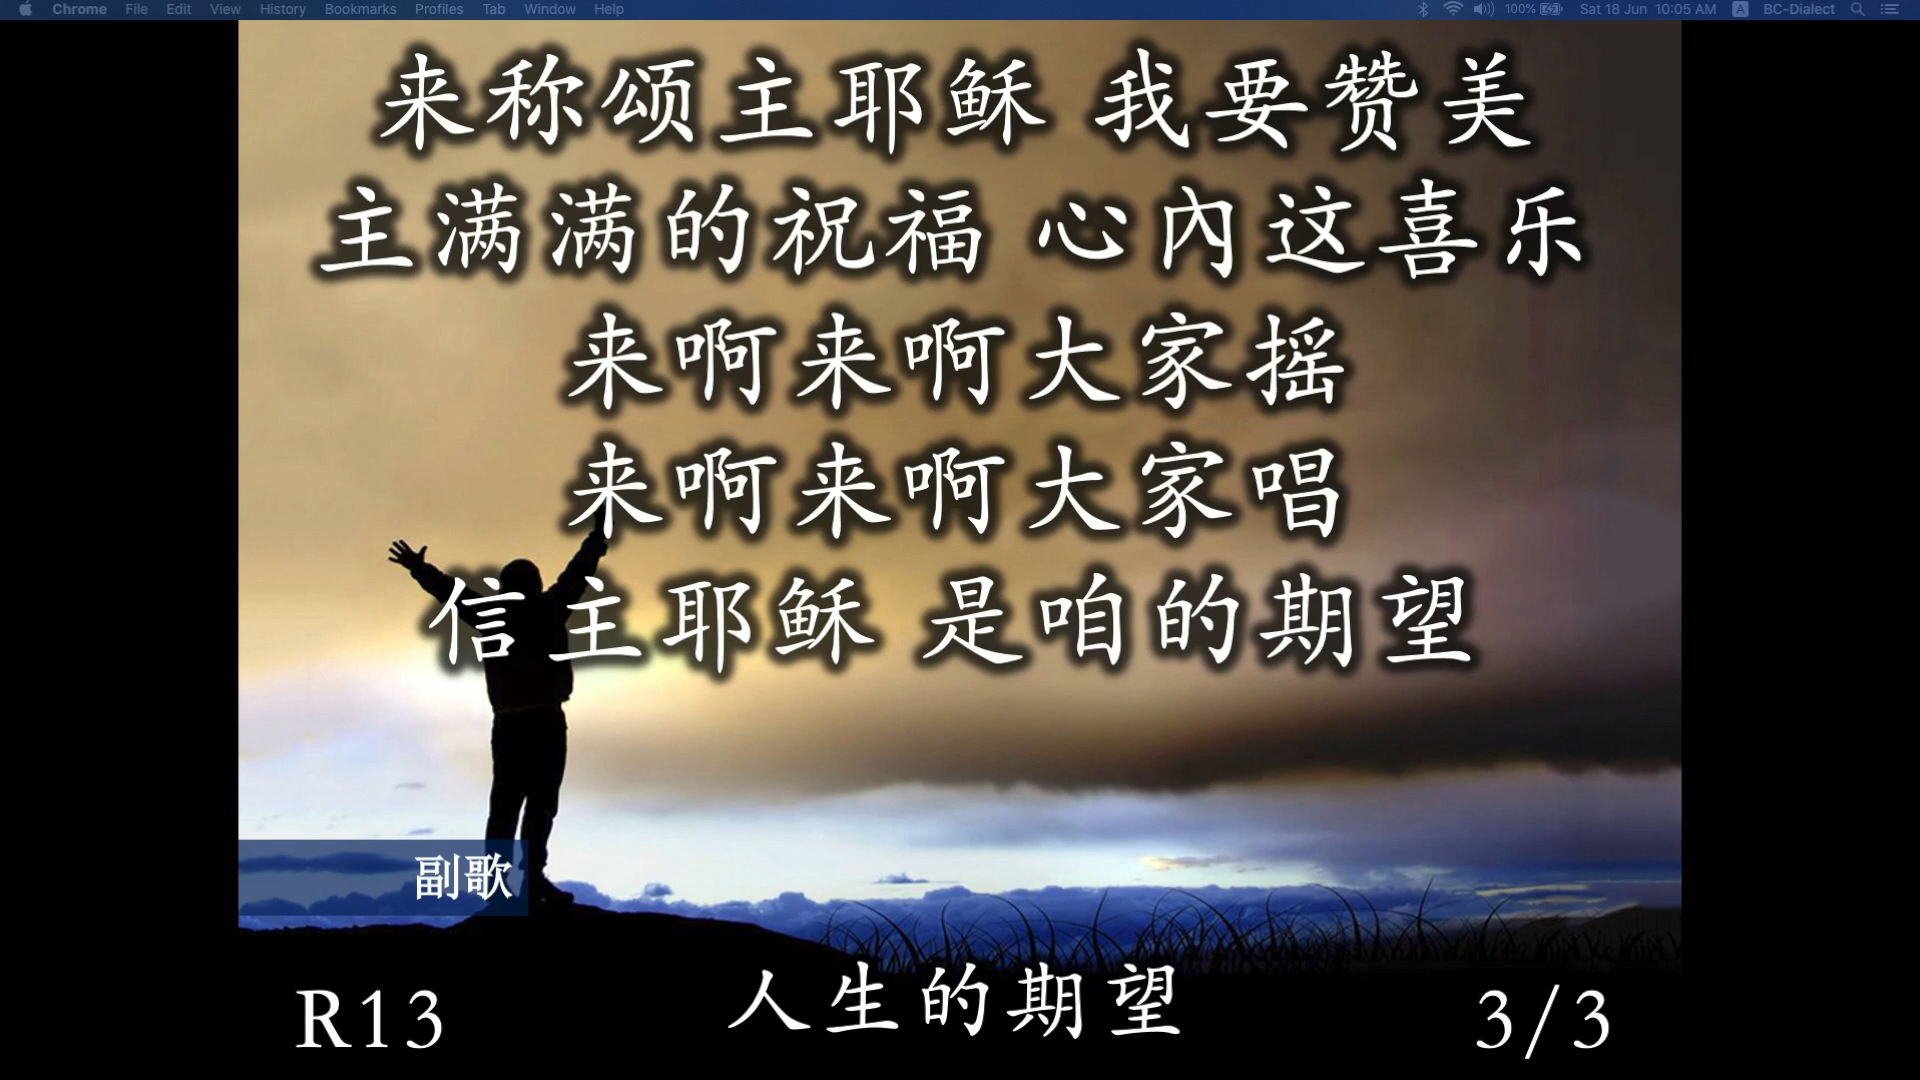 Chrome File Edit View History Bookmarks Profiles Tab Window Help 100% Sat 18 Jun 10:05 AM A BC-Dialect
来称颂主耶稣 我要赞美
主满满的祝福 心內这喜乐
来啊来啊大家摇
来啊来啊大家唱
信主耶稣 是咱的期望
副歌
R13 人生的期望 3/3